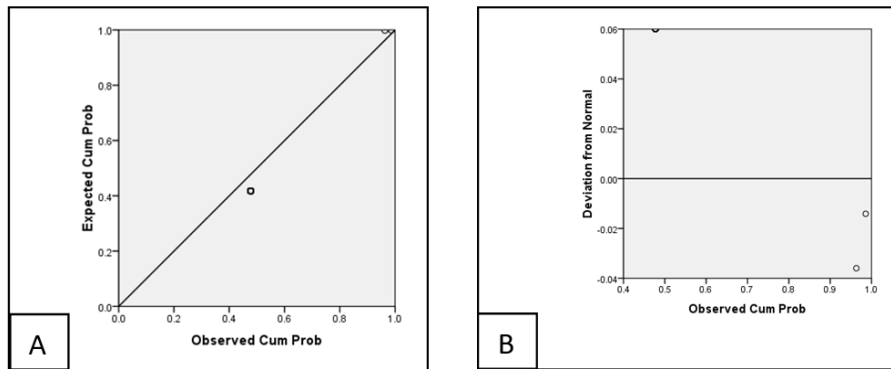 1.0
0.8
0.6
0.4
0.2
0.0
0.0 0.2 0.4 0.6 0.8 1.0
Expected Cum Prob
Observed Cum Prob
A
0.06
0.04
0.02
0.00
-0.02
-0.04
0.4 0.5 0.6 0.7 0.8 0.9 1.0
Deviation from Normal
Observed Cum Prob
B